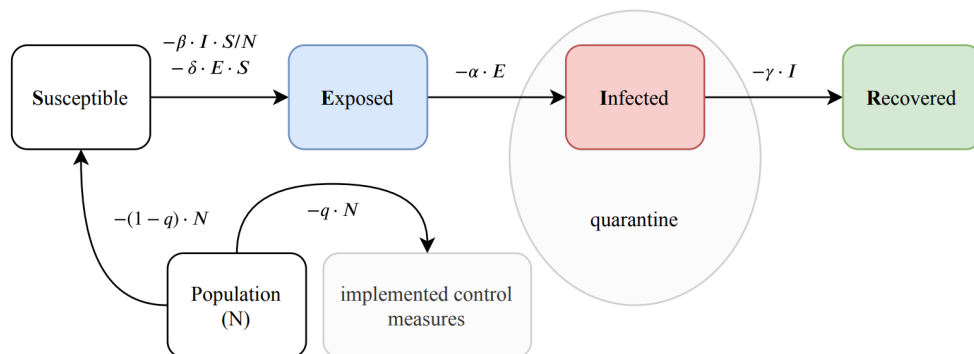 −β · I · S/N
− δ · E · S
Susceptible
Exposed
−α · E
Infected
−γ · I
Recovered
−(1 − q) · N
−q · N
quarantine
Population
(N)
implemented control
measures